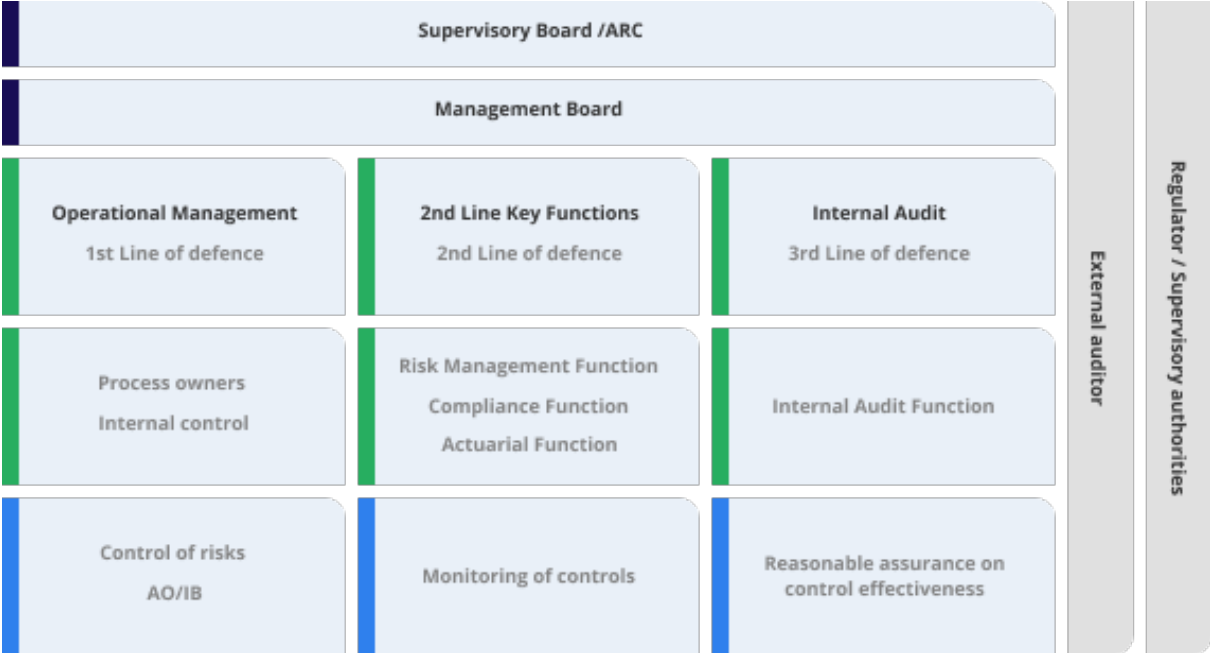 Supervisory Board /ARC
Management Board
Operational Management
1st Line of defence
2nd Line Key Functions
2nd Line of defence
Internal Audit
3rd Line of defence
Process owners
Internal control
Risk Management Function
Compliance Function
Actuarial Function
Internal Audit Function
Control of risks
AO/IB
Monitoring of controls
Reasonable assurance on
control effectiveness
External auditor
Regulator / Supervisory authorities